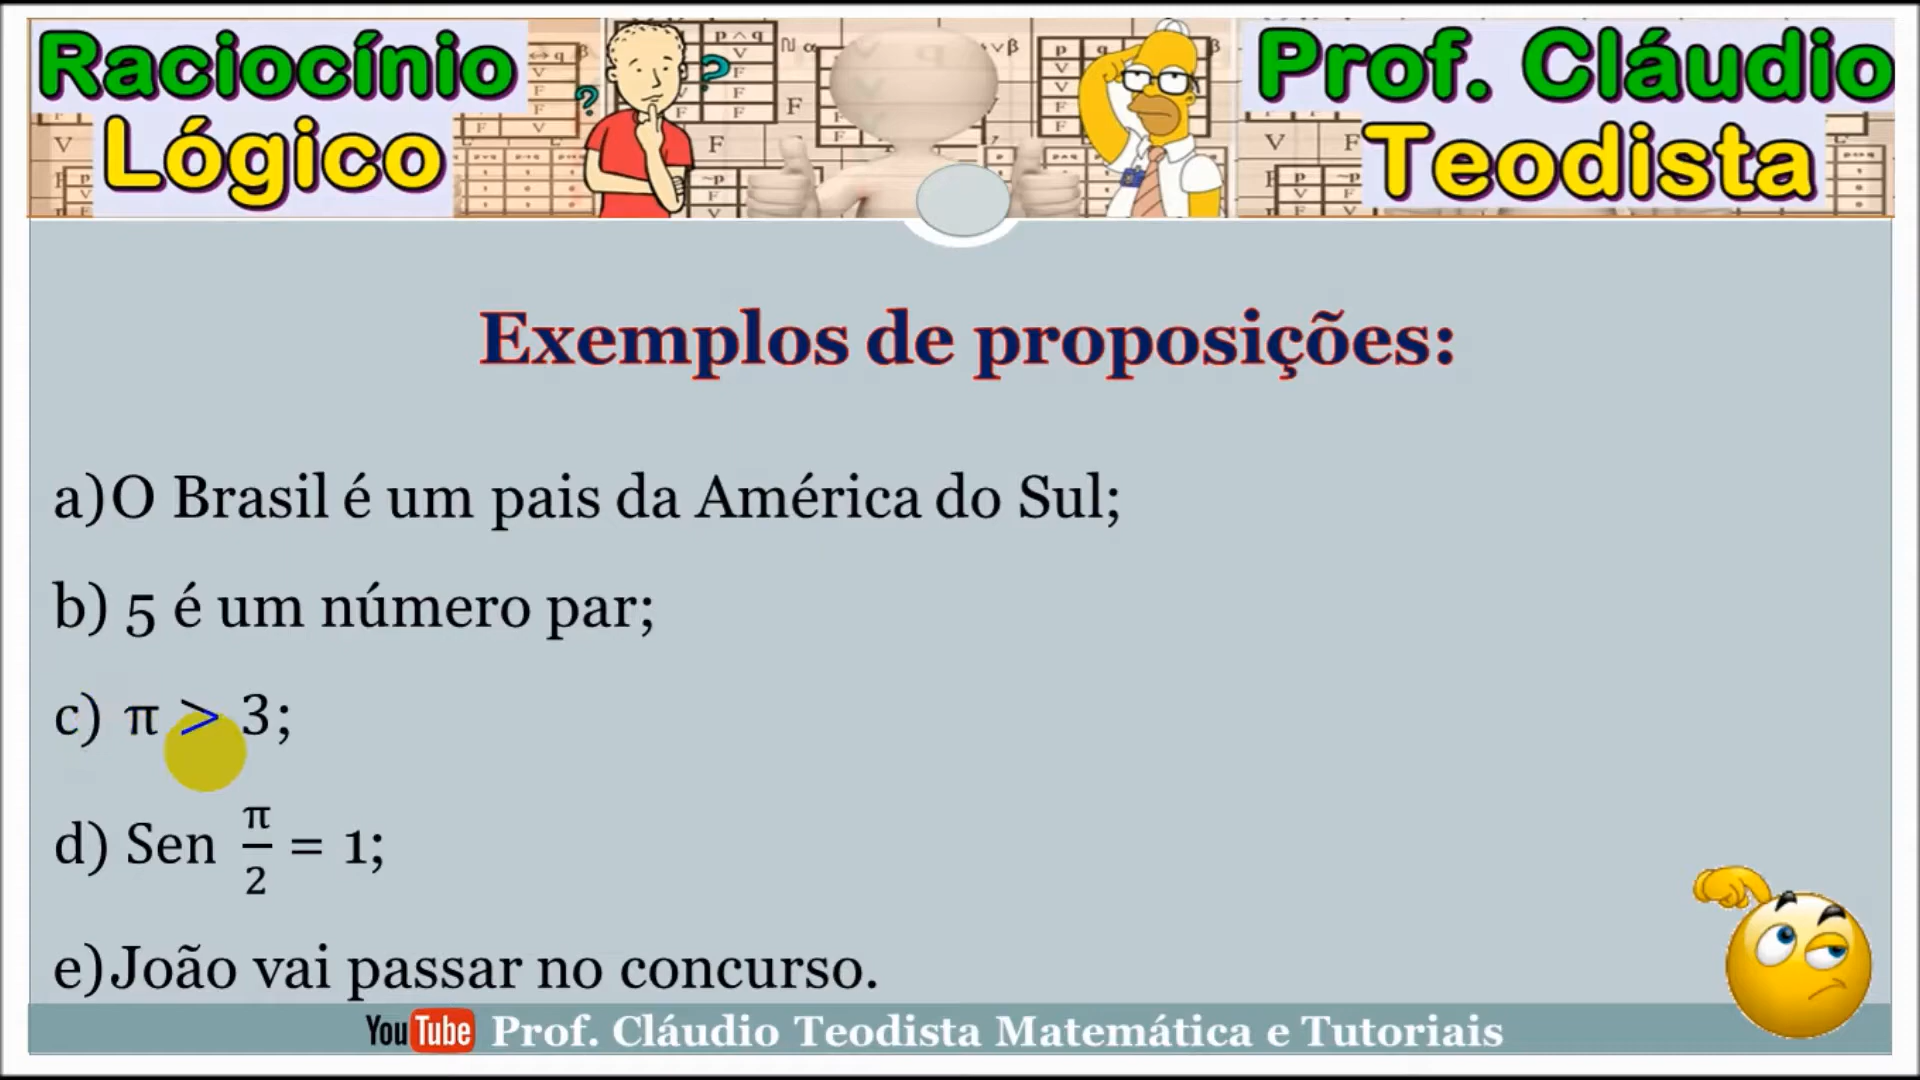 Raciocínio
Lógico
Prof. Cláudio
Teodista
Exemplos de proposições:
a)O Brasil é um pais da América do Sul;
b) 5 é um número par;
c) π > 3;
d) Sen π/2 = 1;
e)João vai passar no concurso.
YouTube Prof. Cláudio Teodista Matemática e Tutoriais